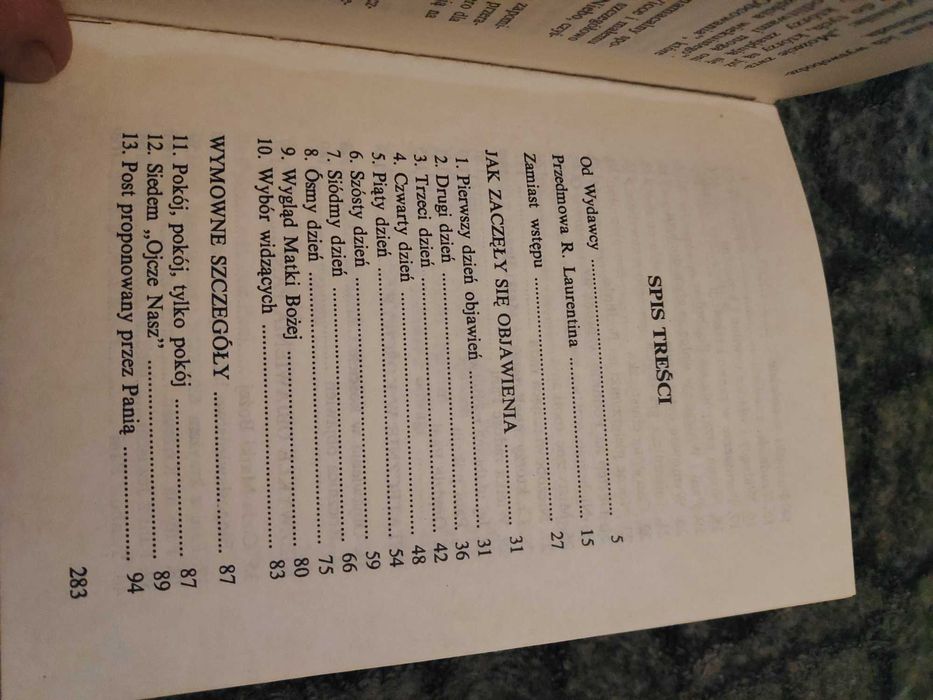 SPIS TREŚCI
Od Wydawcy ........ 5
Przedmowa R. Laurentina ........ 15
Zamiast wstępu ........ 27
JAK ZACZĘŁY SIĘ OBJAWIENIA ........ 31
1. Pierwszy dzień objawień ........ 31
2. Drugi dzień ........ 36
3. Trzeci dzień ........ 42
4. Czwarty dzień ........ 48
5. Piąty dzień ........ 54
6. Szósty dzień ........ 59
7. Siódmy dzień ........ 66
8. Ósmy dzień ........ 75
9. Wygląd Matki Bożej ........ 80
10. Wybór widzących ........ 83
WYMOWNE SZCZEGÓŁY ........ 87
11. Pokój, pokój, tylko pokój ........ 87
12. Siedem „Ojcze Nasz” ........ 89
13. Post proponowany przez Panią ........ 94
283